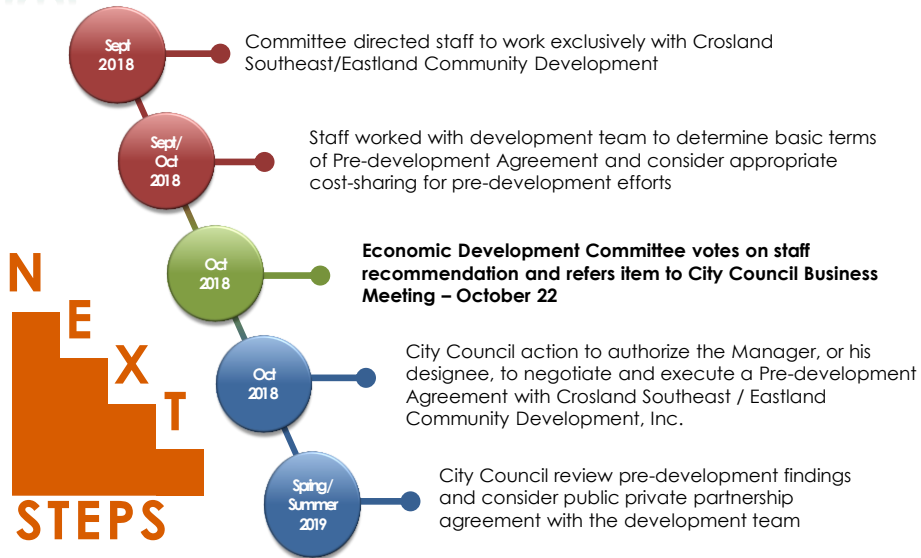 Sept
2018
Committee directed staff to work exclusively with Crosland
Southeast/Eastland Community Development
Sept/
Oct
2018
Staff worked with development team to determine basic terms
of Pre-development Agreement and consider appropriate
cost-sharing for pre-development efforts
Oct
2018
Economic Development Committee votes on staff
recommendation and refers item to City Council Business
Meeting – October 22
Oct
2018
City Council action to authorize the Manager, or his
designee, to negotiate and execute a Pre-development
Agreement with Crosland Southeast / Eastland
Community Development, Inc.
Spring/
Summer
2019
City Council review pre-development findings
and consider public private partnership
agreement with the development team
N
E
X
T
STEPS